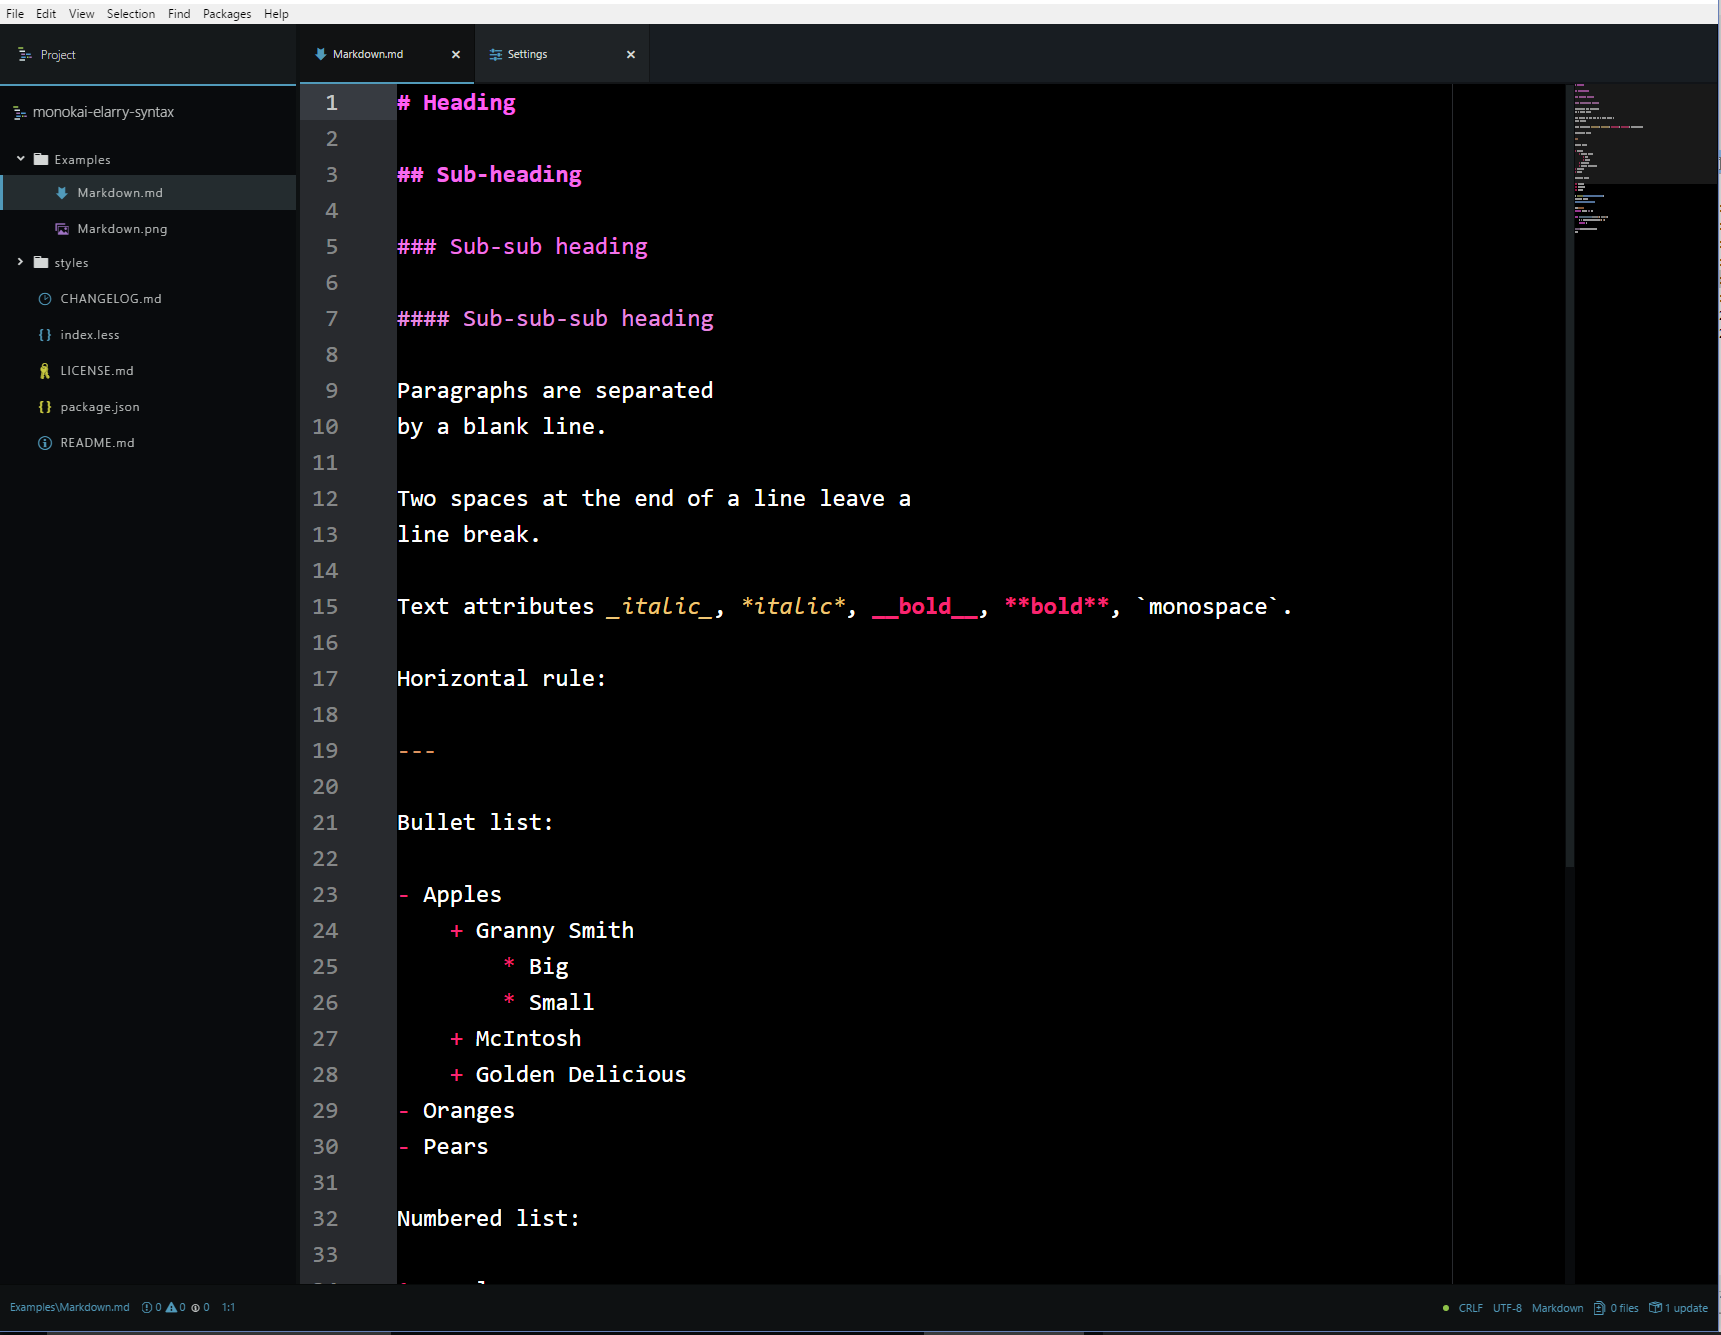 File Edit View Selection Find Packages Help
Project
Markdown.md
Settings
monokai-elarry-syntax
Examples
Markdown.md
Markdown.png
styles
CHANGELOG.md
index.less
LICENSE.md
package.json
README.md
1 # Heading
2
3 ## Sub-heading
4
5 ### Sub-sub heading
6
7 #### Sub-sub-sub heading
8
9 Paragraphs are separated
10 by a blank line.
11
12 Two spaces at the end of a line leave a
13 line break.
14
15 Text attributes _italic_, *italic*, __bold__, **bold**, `monospace`.
16
17 Horizontal rule:
18
19 ---
20
21 Bullet list:
22
23 - Apples
24     + Granny Smith
25         * Big
26         * Small
27     + McIntosh
28     + Golden Delicious
29 - Oranges
30 - Pears
31
32 Numbered list:
33
Examples\Markdown.md 0 0 0 1:1 CRLF UTF-8 Markdown 0 files 1 update